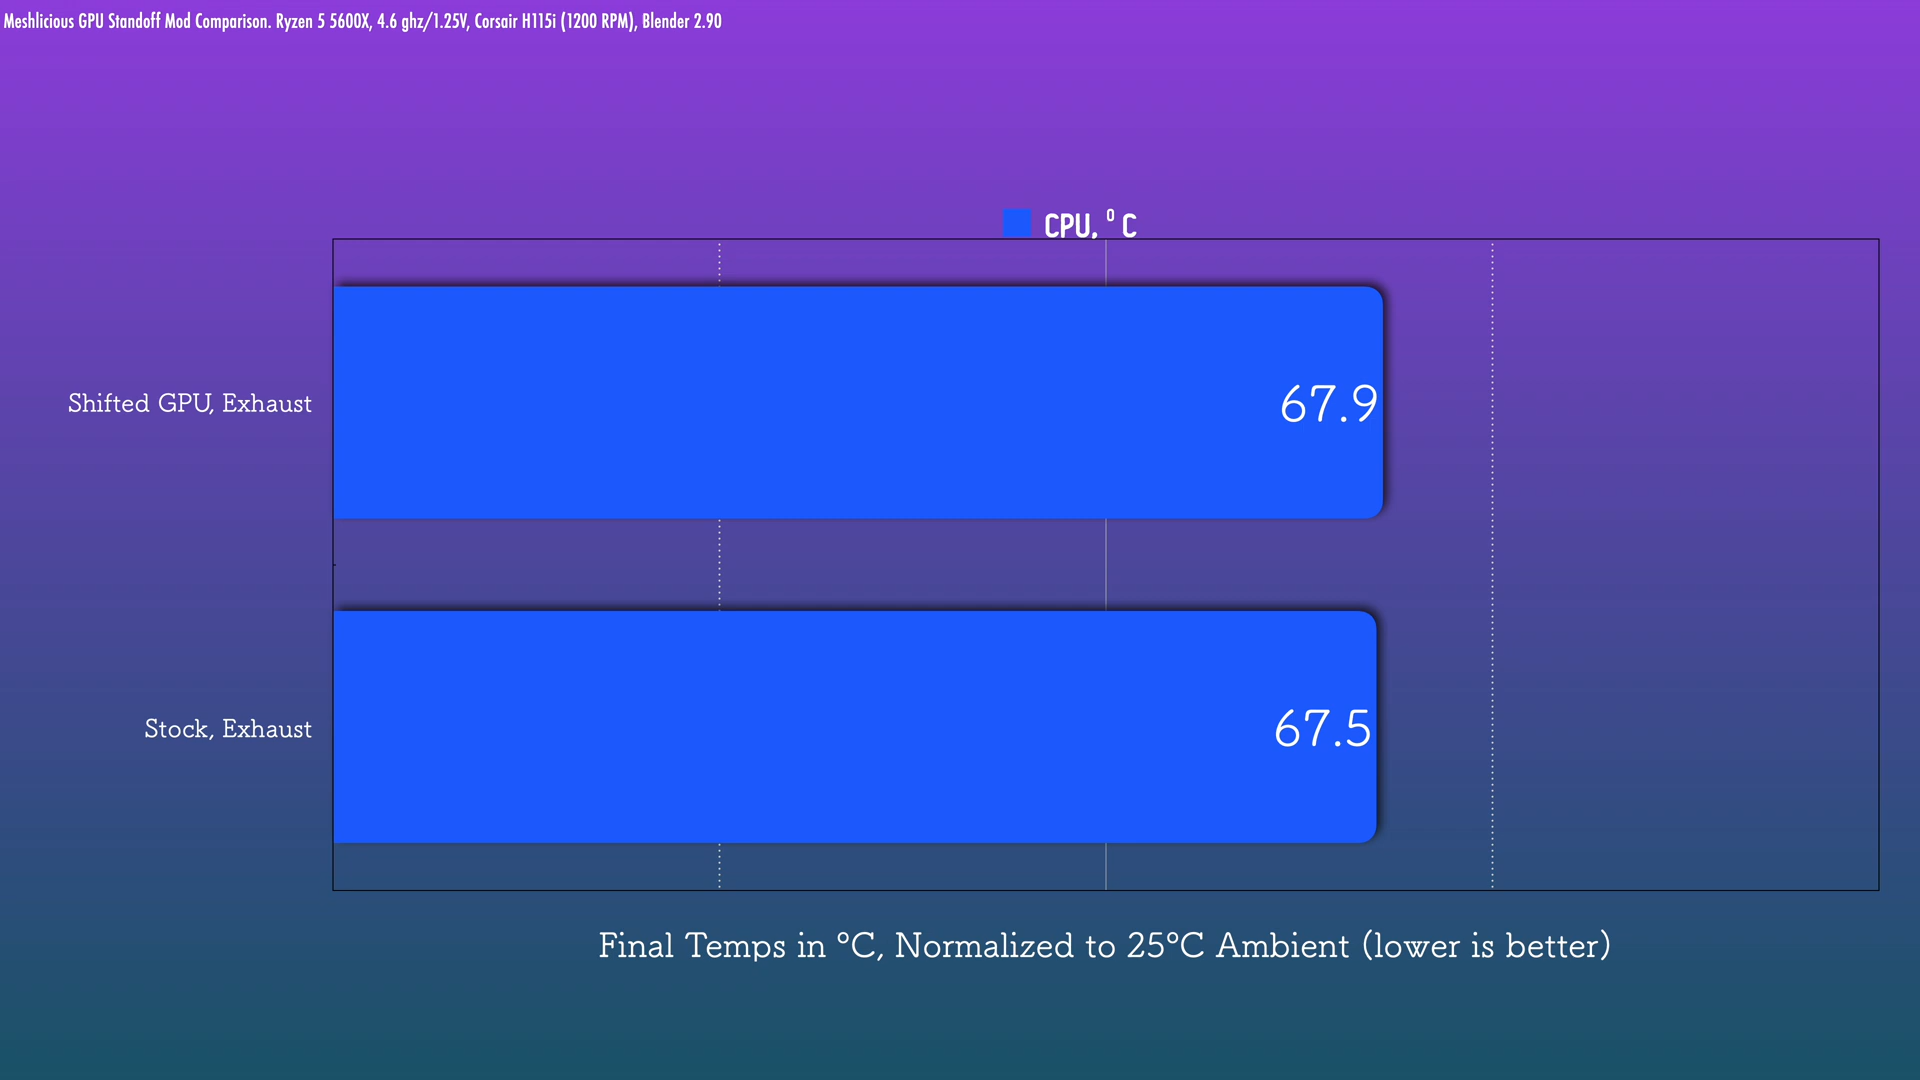 Meshlicious GPU Standoff Mod Comparison. Ryzen 5 5600X, 4.6 ghz/1.25V, Corsair H115i (1200 RPM), Blender 2.90
CPU, ° C
Shifted GPU, Exhaust
67.9
Stock, Exhaust
67.5
Final Temps in °C, Normalized to 25°C Ambient (lower is better)